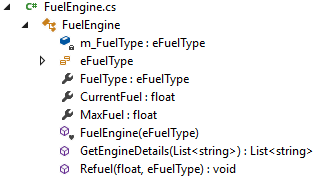 FuelEngine.cs
FuelEngine
m_FuelType : eFuelType
eFuelType
FuelType : eFuelType
CurrentFuel : float
MaxFuel : float
FuelEngine(eFuelType)
GetEngineDetails(List<string>) : List<string>
Refuel(float, eFuelType) : void